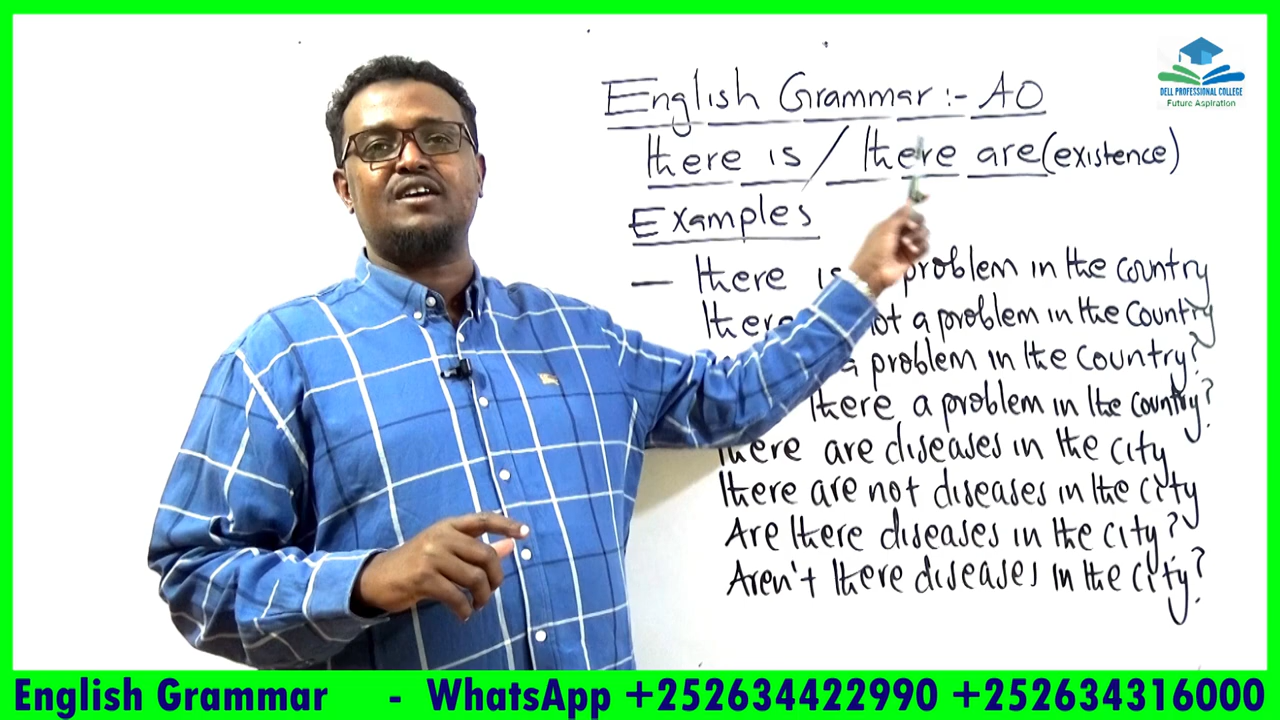 DELL PROFESSIONAL COLLEGE
Future Aspiration
English Grammar :- AO
there is / there are (existence)
Examples
- there is problem in the country
there not a problem in the country
a problem in the country?
there a problem in the country?
there are diseases in the city
there are not diseases in the city
Are there diseases in the city?
Aren't there diseases in the city?
English Grammar - WhatsApp +252634422990 +252634316000